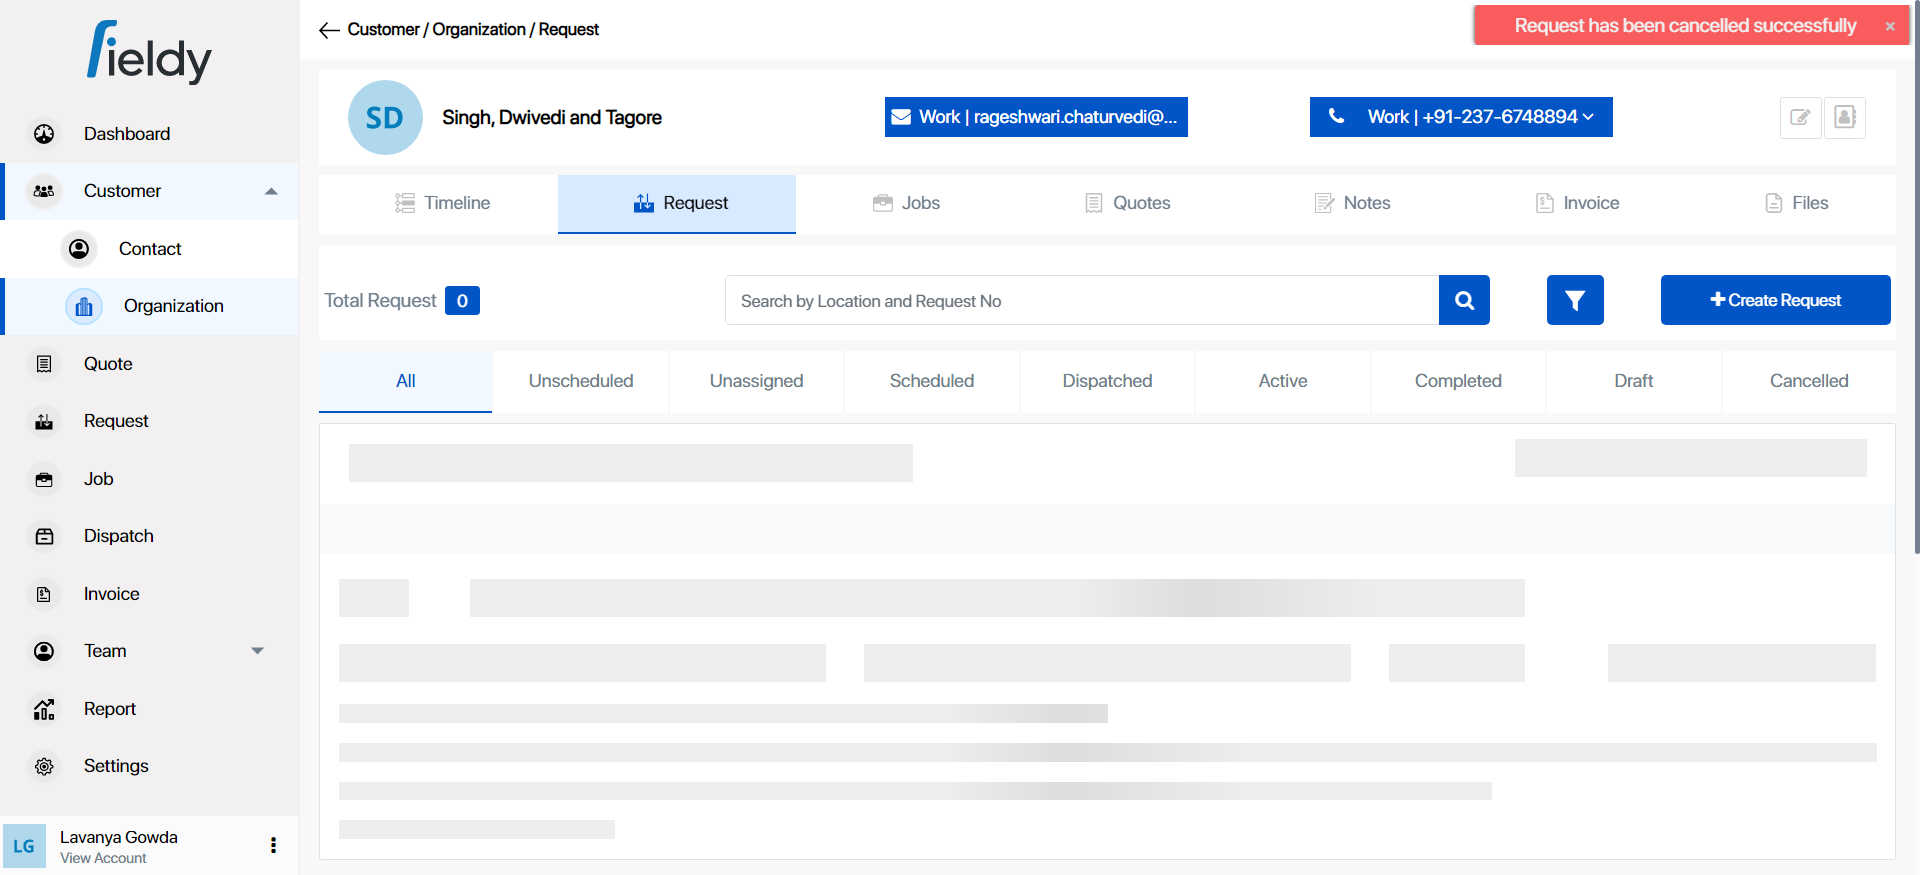 fieldy
Customer / Organization / Request
Request has been cancelled successfully ×
SD
Singh, Dwivedi and Tagore
Work | rageshwari.chaturvedi@...
Work | +91-237-6748894
Dashboard
Customer
Contact
Organization
Quote
Request
Job
Dispatch
Invoice
Team
Report
Settings
LG
Lavanya Gowda
View Account
Timeline
Request
Jobs
Quotes
Notes
Invoice
Files
Total Request 0
Search by Location and Request No
Create Request
All
Unscheduled
Unassigned
Scheduled
Dispatched
Active
Completed
Draft
Cancelled